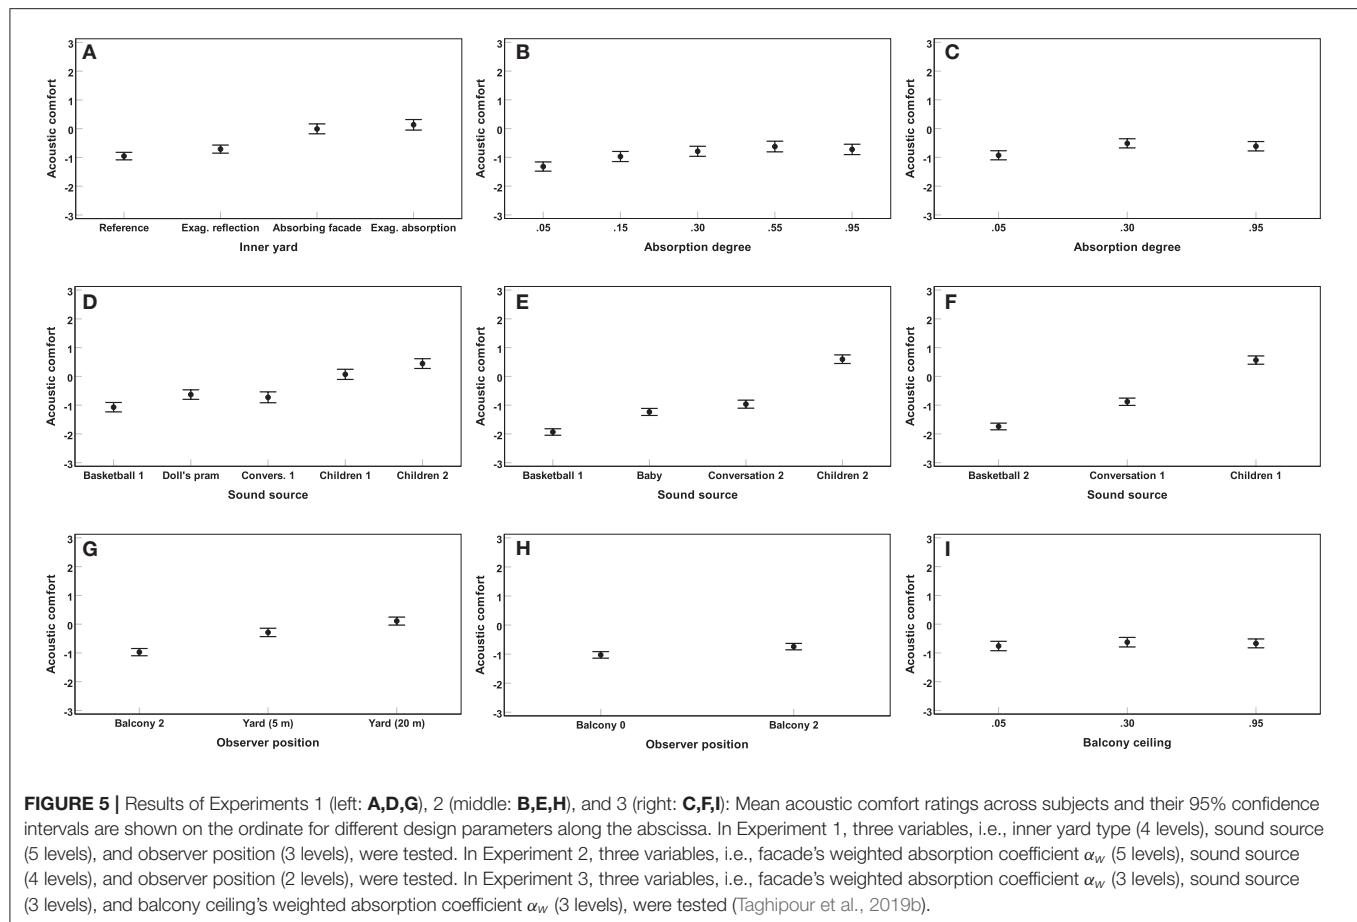 A
3
2
1
0
-1
-2
-3
Acoustic comfort
Reference Exag. reflection Absorbing facade Exag. absorption
Inner yard
B
3
2
1
0
-1
-2
-3
Acoustic comfort
.05 .15 .30 .55 .95
Absorption degree
C
3
2
1
0
-1
-2
-3
Acoustic comfort
.05 .30 .95
Absorption degree
D
3
2
1
0
-1
-2
-3
Acoustic comfort
Basketball 1 Doll's pram Convers. 1 Children 1 Children 2
Sound source
E
3
2
1
0
-1
-2
-3
Acoustic comfort
Basketball 1 Baby Conversation 2 Children 2
Sound source
F
3
2
1
0
-1
-2
-3
Acoustic comfort
Basketball 2 Conversation 1 Children 1
Sound source
G
3
2
1
0
-1
-2
-3
Acoustic comfort
Balcony 2 Yard (5 m) Yard (20 m)
Observer position
H
3
2
1
0
-1
-2
-3
Acoustic comfort
Balcony 0 Balcony 2
Observer position
I
3
2
1
0
-1
-2
-3
Acoustic comfort
.05 .30 .95
Balcony ceiling
FIGURE 5 | Results of Experiments 1 (left: A,D,G), 2 (middle: B,E,H), and 3 (right: C,F,I): Mean acoustic comfort ratings across subjects and their 95% confidence
intervals are shown on the ordinate for different design parameters along the abscissa. In Experiment 1, three variables, i.e., inner yard type (4 levels), sound source
(5 levels), and observer position (3 levels), were tested. In Experiment 2, three variables, i.e., facade's weighted absorption coefficient αw (5 levels), sound source
(4 levels), and observer position (2 levels), were tested. In Experiment 3, three variables, i.e., facade's weighted absorption coefficient αw (3 levels), sound source
(3 levels), and balcony ceiling's weighted absorption coefficient αw (3 levels), were tested (Taghipour et al., 2019b).